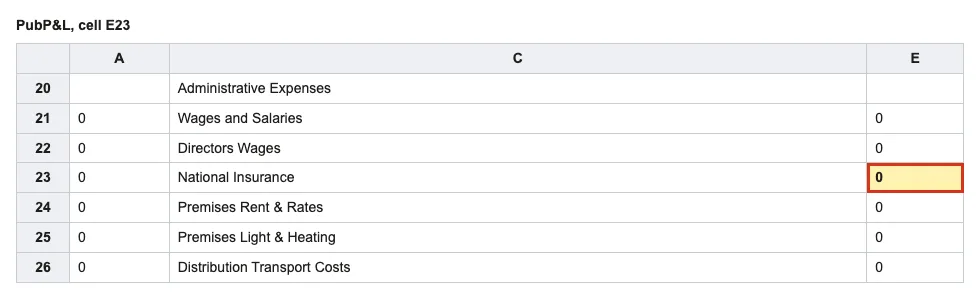 PubP&L, cell E23
A C E
20 Administrative Expenses
21 0 Wages and Salaries 0
22 0 Directors Wages 0
23 0 National Insurance 0
24 0 Premises Rent & Rates 0
25 0 Premises Light & Heating 0
26 0 Distribution Transport Costs 0